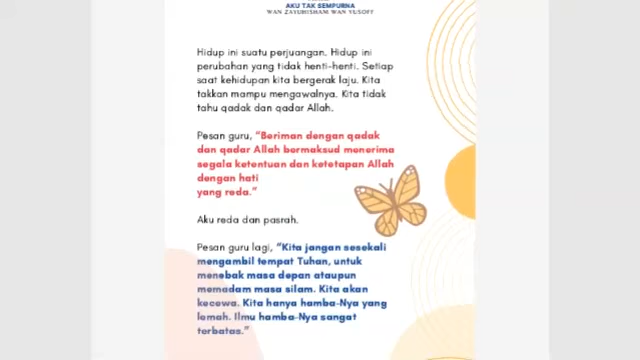 AKU TAK SEMPURNA
WAN ZAYUHISHAM WAN YUSOFF
Hidup ini suatu perjuangan. Hidup ini
perubahan yang tidak henti-henti. Setiap
saat kehidupan kita bergerak laju. Kita
takkan mampu mengawalnya. Kita tidak
tahu qadak dan qadar Allah.
Pesan guru, “Beriman dengan qadak
dan qadar Allah bermaksud menerima
segala ketentuan dan ketetapan Allah
dengan hati
yang reda.”
Aku reda dan pasrah.
Pesan guru lagi, “Kita jangan sesekali
mengambil tempat Tuhan, untuk
menebak masa depan ataupun
memadam masa silam. Kita akan
kecewa. Kita hanya hamba-Nya yang
lemah. Ilmu hamba-Nya sangat
terbatas.”